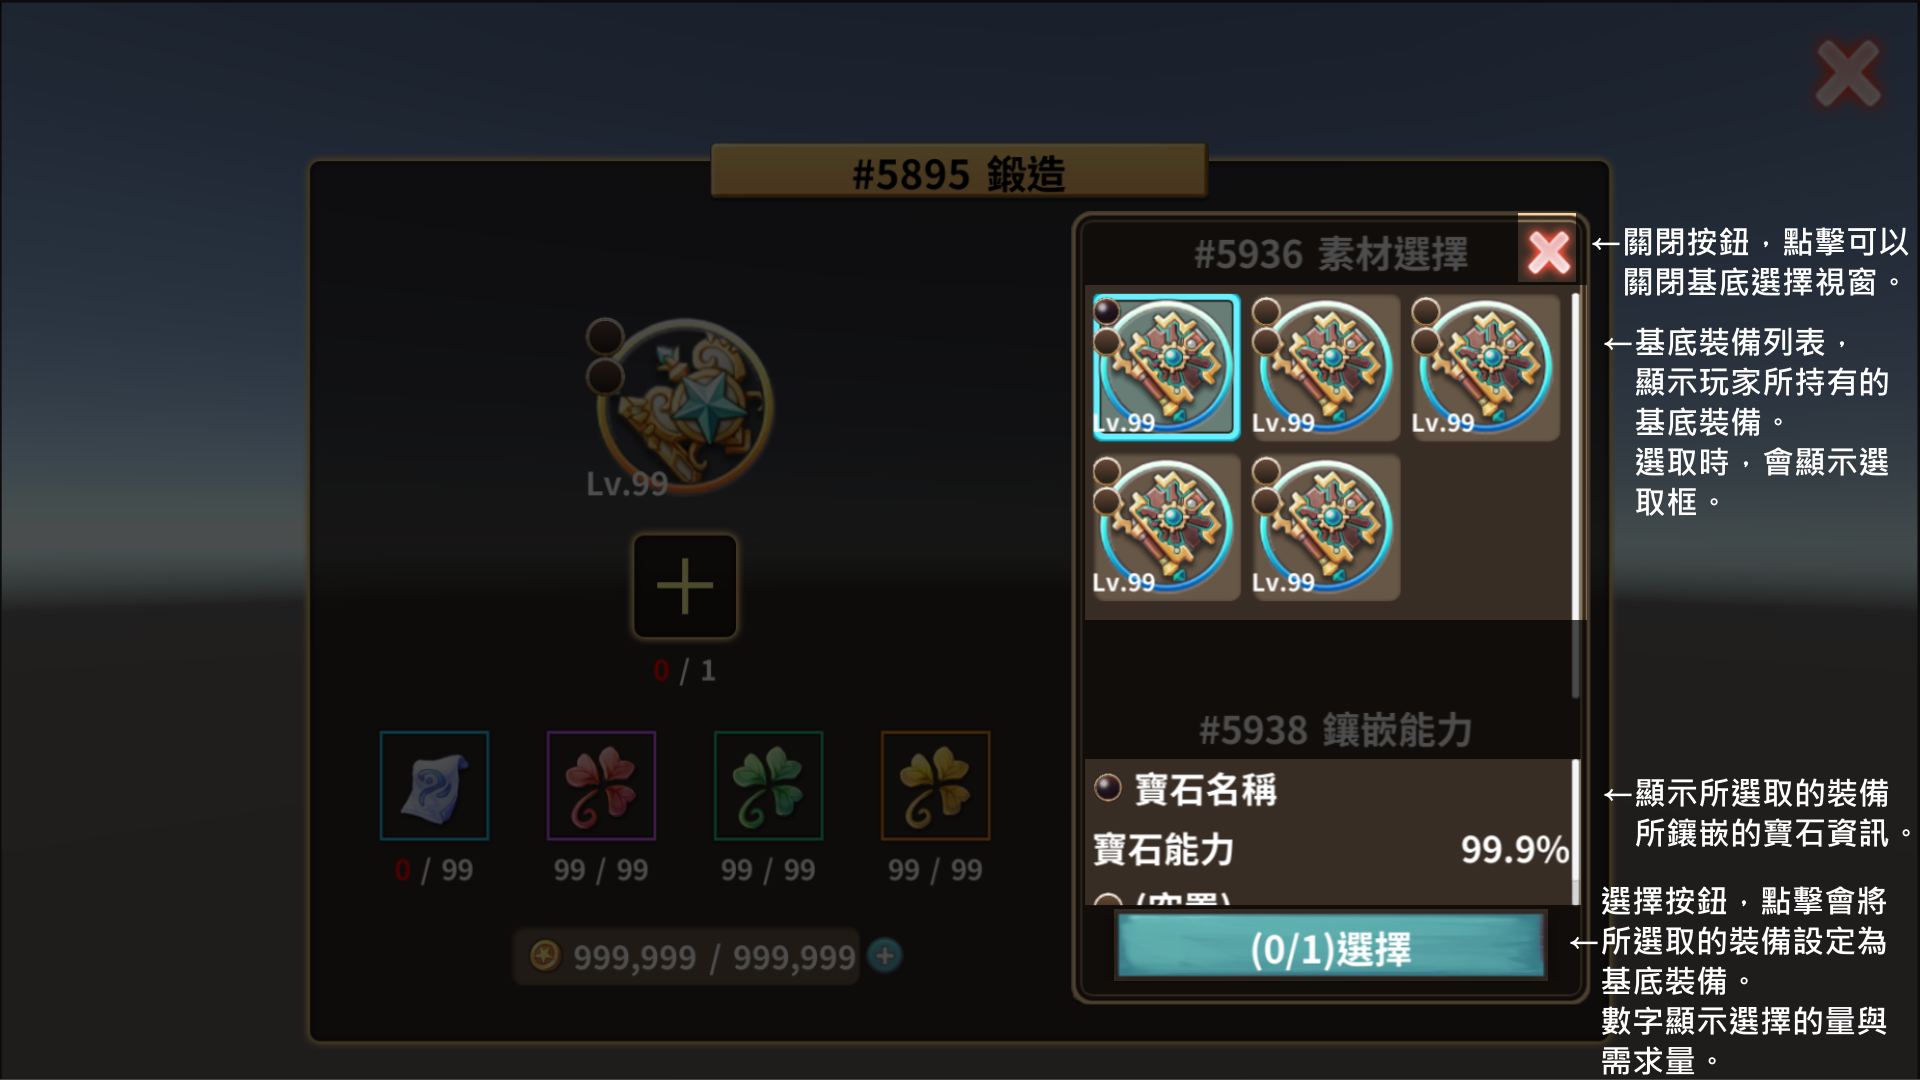 #5895 鍛造
Lv.99
0 / 1
0 / 99
99 / 99
99 / 99
99 / 99
999,999 / 999,999
#5936 素材選擇
Lv.99
Lv.99
Lv.99
Lv.99
Lv.99
#5938 鑲嵌能力
寶石名稱
寶石能力 99.9%
(0/1)選擇
←關閉按鈕，點擊可以
關閉基底選擇視窗。
←基底裝備列表，
顯示玩家所持有的
基底裝備。
選取時，會顯示選
取框。
←顯示所選取的裝備
所鑲嵌的寶石資訊。
選擇按鈕，點擊會將
←所選取的裝備設定為
基底裝備。
數字顯示選擇的量與
需求量。